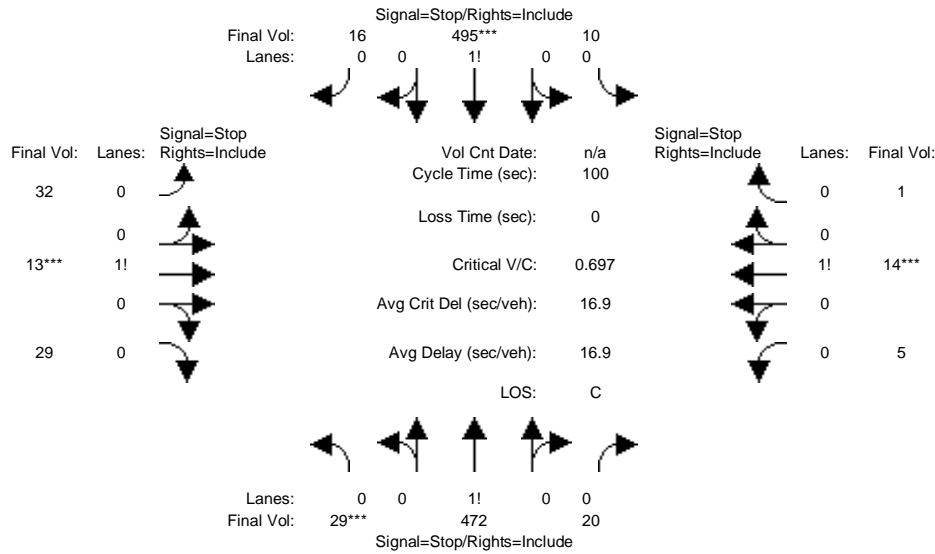 Signal=Stop/Rights=Include
Final Vol: 16 495*** 10
Lanes: 0 0 1! 0 0
Signal=Stop Signal=Stop
Final Vol: Lanes: Rights=Include Vol Cnt Date: n/a Rights=Include Lanes: Final Vol:
Cycle Time (sec): 100
32 0 0 1
Loss Time (sec): 0
0 0
13*** 1! Critical V/C: 0.697 1! 14***
0 Avg Crit Del (sec/veh): 16.9 0
29 0 Avg Delay (sec/veh): 16.9 0 5
LOS: C
Lanes: 0 0 1! 0 0
Final Vol: 29*** 472 20
Signal=Stop/Rights=Include